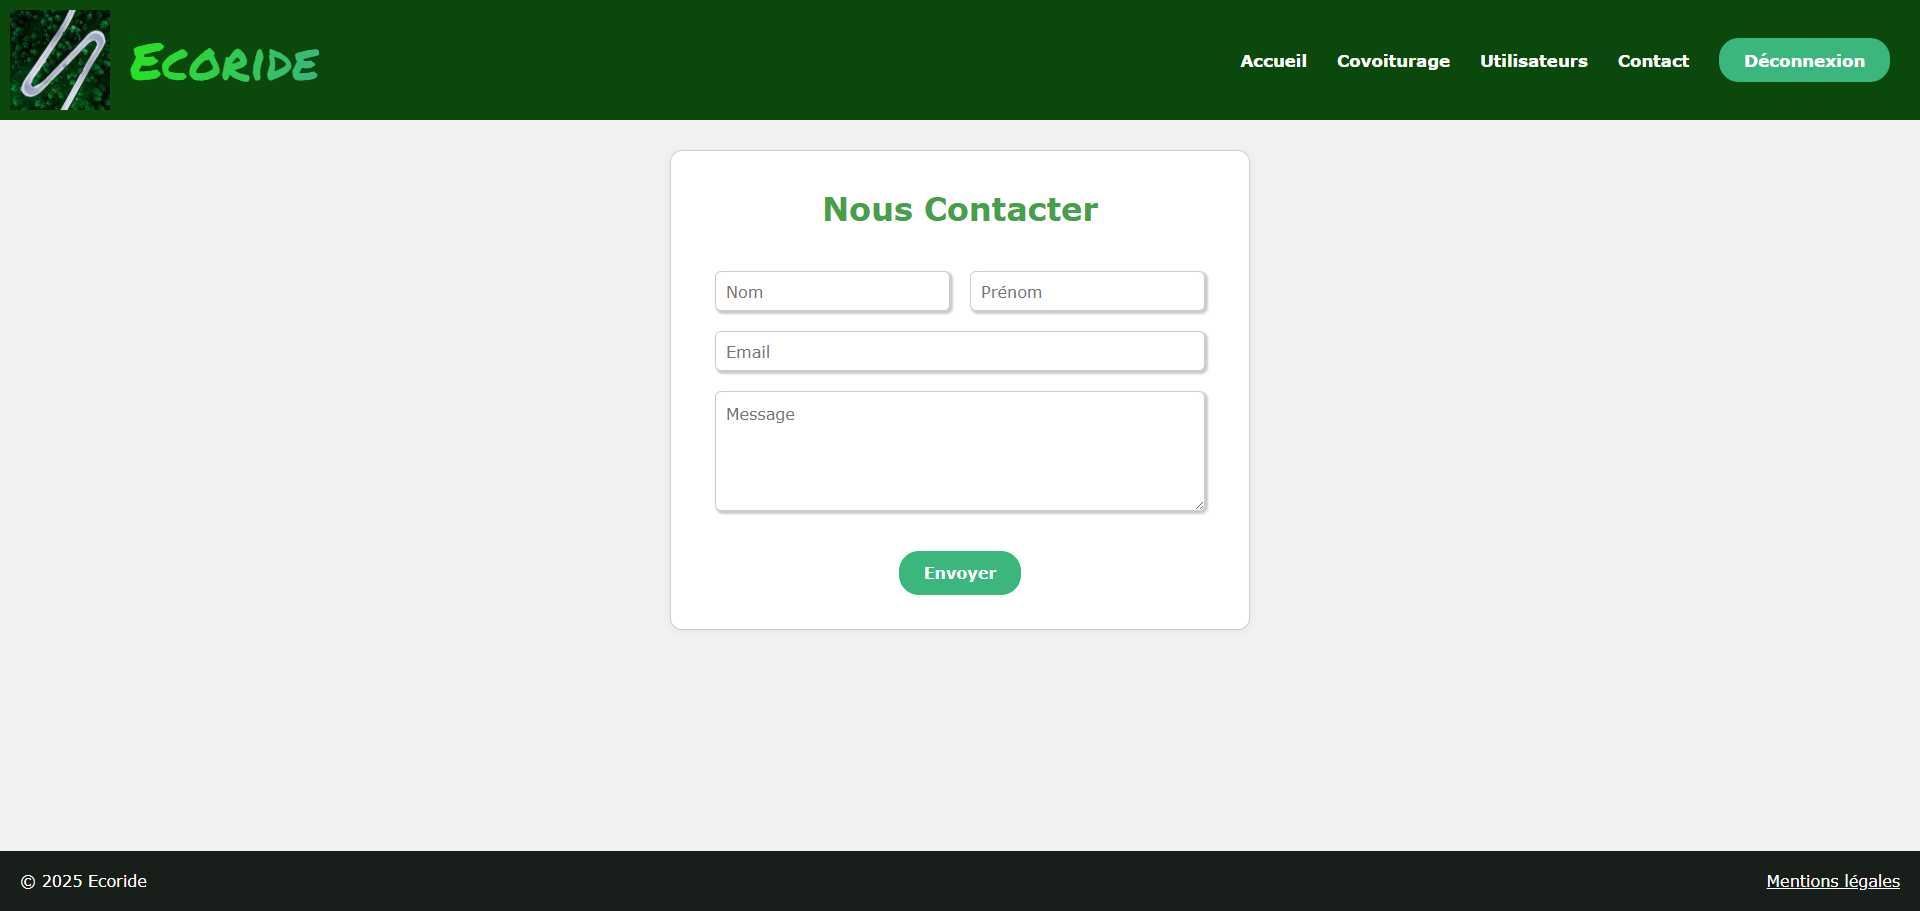 Ecoride
Accueil Covoiturage Utilisateurs Contact Déconnexion
Nous Contacter
Nom Prénom
Email
Message
Envoyer
© 2025 Ecoride Mentions légales